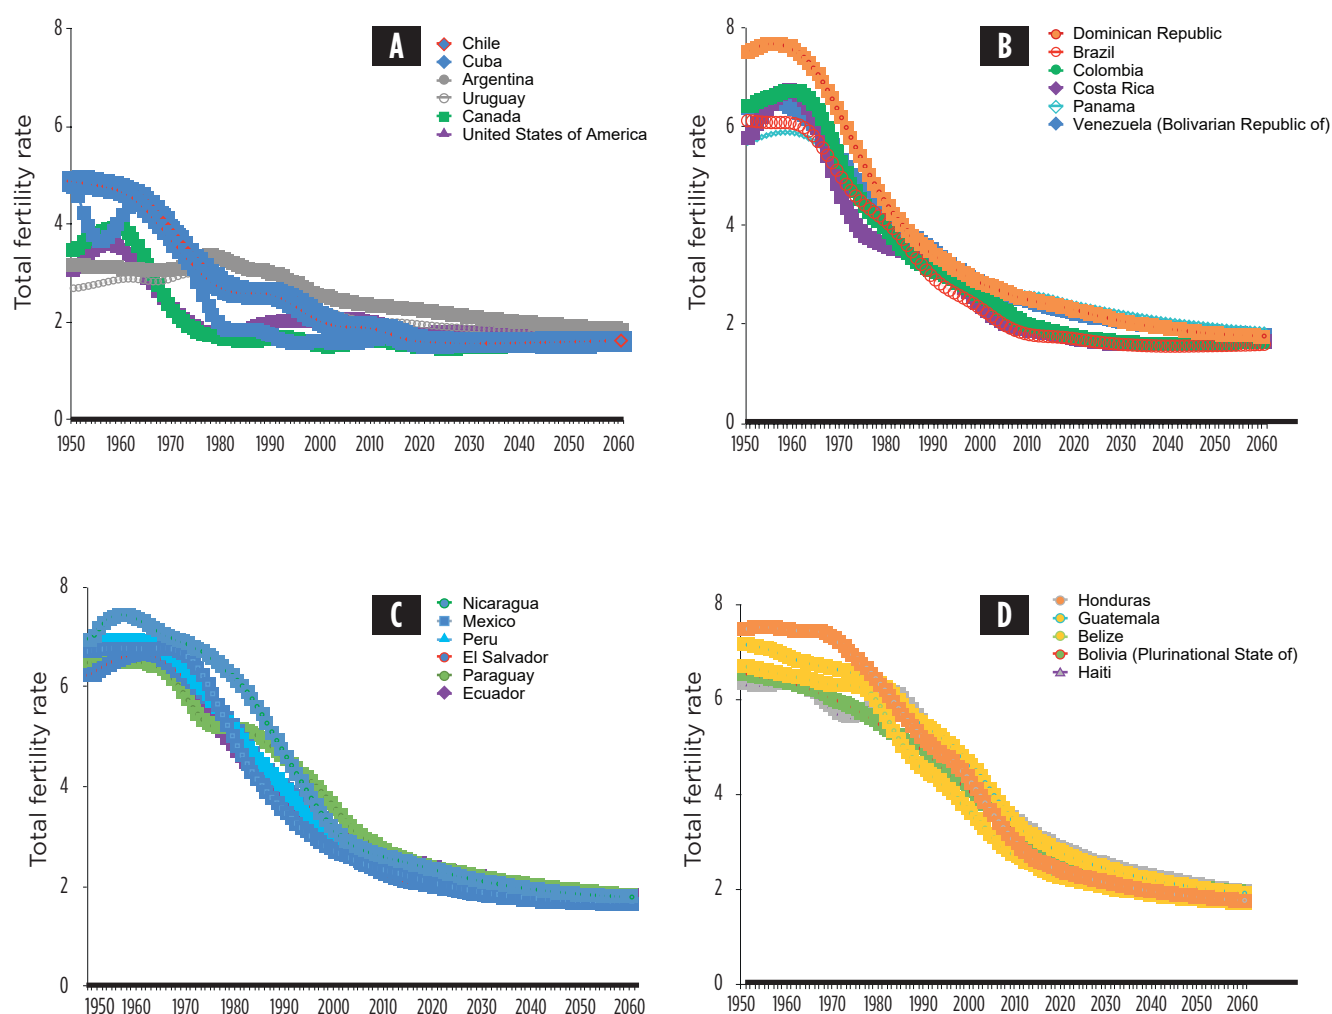 8
6
4
2
0
Total fertility rate
1950 1960 1970 1980 1990 2000 2010 2020 2030 2040 2050 2060
A
Chile
Cuba
Argentina
Uruguay
Canada
United States of America
8
6
4
2
0
Total fertility rate
1950 1960 1970 1980 1990 2000 2010 2020 2030 2040 2050 2060
B
Dominican Republic
Brazil
Colombia
Costa Rica
Panama
Venezuela (Bolivarian Republic of)
8
6
4
2
0
Total fertility rate
1950 1960 1970 1980 1990 2000 2010 2020 2030 2040 2050 2060
C
Nicaragua
Mexico
Peru
El Salvador
Paraguay
Ecuador
8
6
4
2
0
Total fertility rate
1950 1960 1970 1980 1990 2000 2010 2020 2030 2040 2050 2060
D
Honduras
Guatemala
Belize
Bolivia (Plurinational State of)
Haiti